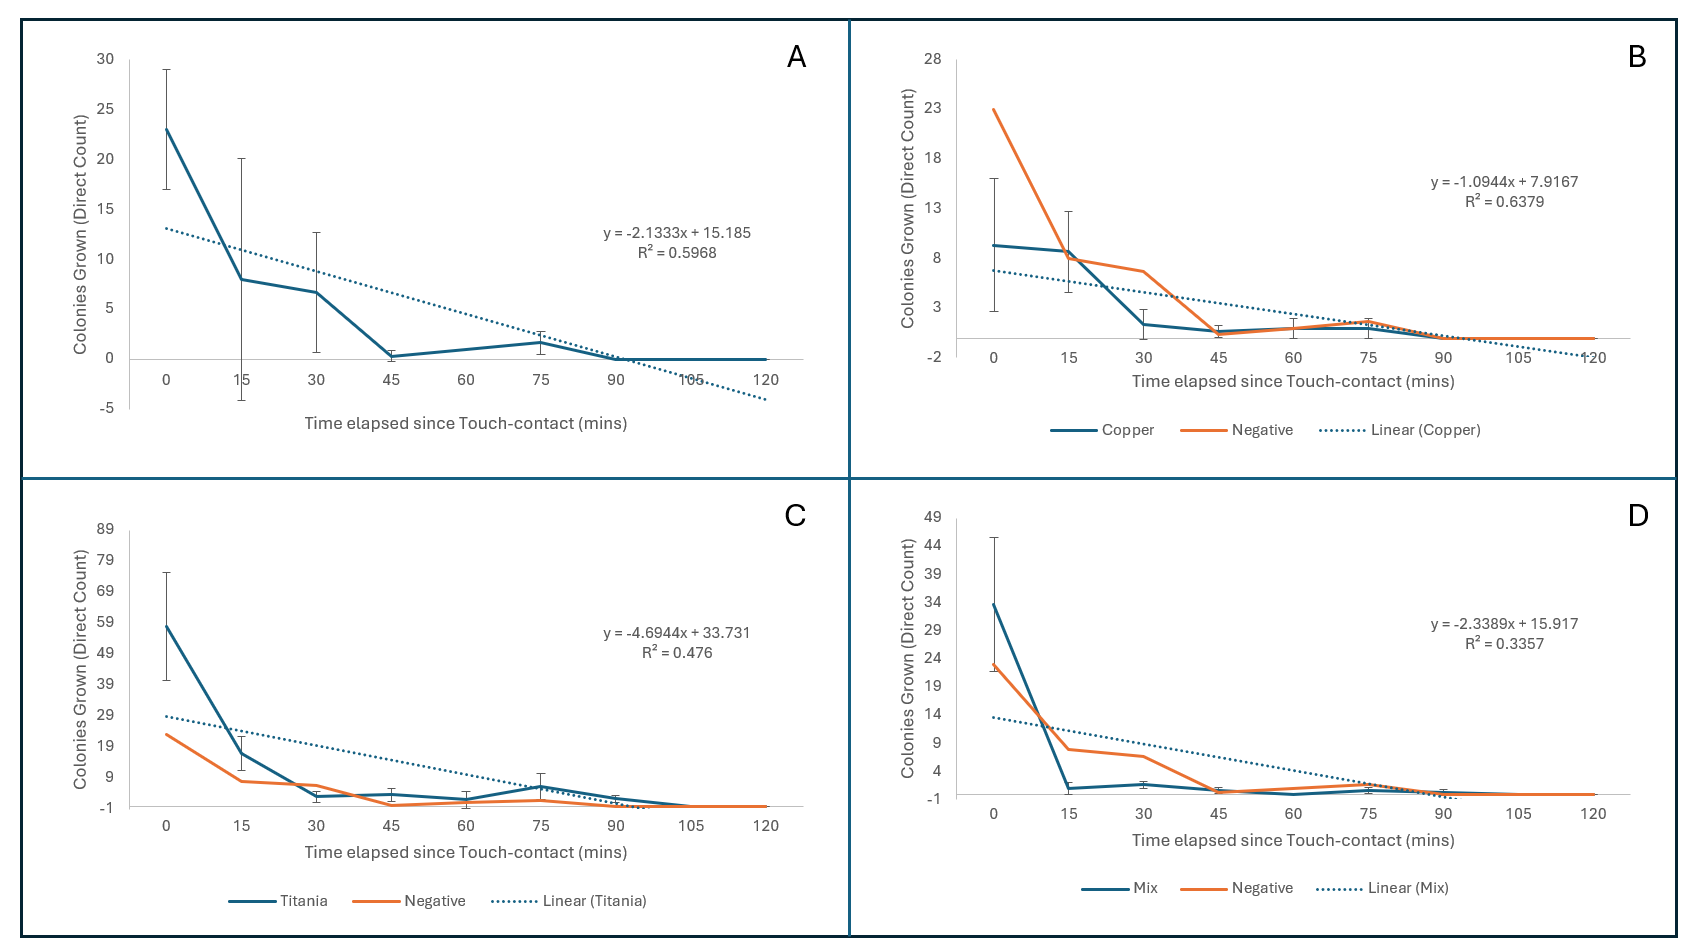 A
30
25
20
15
10
5
0
-5
Colonies Grown (Direct Count)
y = -2.1333x + 15.185
R² = 0.5968
0 15 30 45 60 75 90 105 120
Time elapsed since Touch-contact (mins)
B
28
23
18
13
8
3
-2
Colonies Grown (Direct Count)
y = -1.0944x + 7.9167
R² = 0.6379
0 15 30 45 60 75 90 105 120
Time elapsed since Touch-contact (mins)
Copper Negative Linear (Copper)
C
89
79
69
59
49
39
29
19
9
-1
Colonies Grown (Direct Count)
y = -4.6944x + 33.731
R² = 0.476
0 15 30 45 60 75 90 105 120
Time elapsed since Touch-contact (mins)
Titania Negative Linear (Titania)
D
49
44
39
34
29
24
19
14
9
4
-1
Colonies Grown (Direct Count)
y = -2.3389x + 15.917
R² = 0.3357
0 15 30 45 60 75 90 105 120
Time elapsed since Touch-contact (mins)
Mix Negative Linear (Mix)